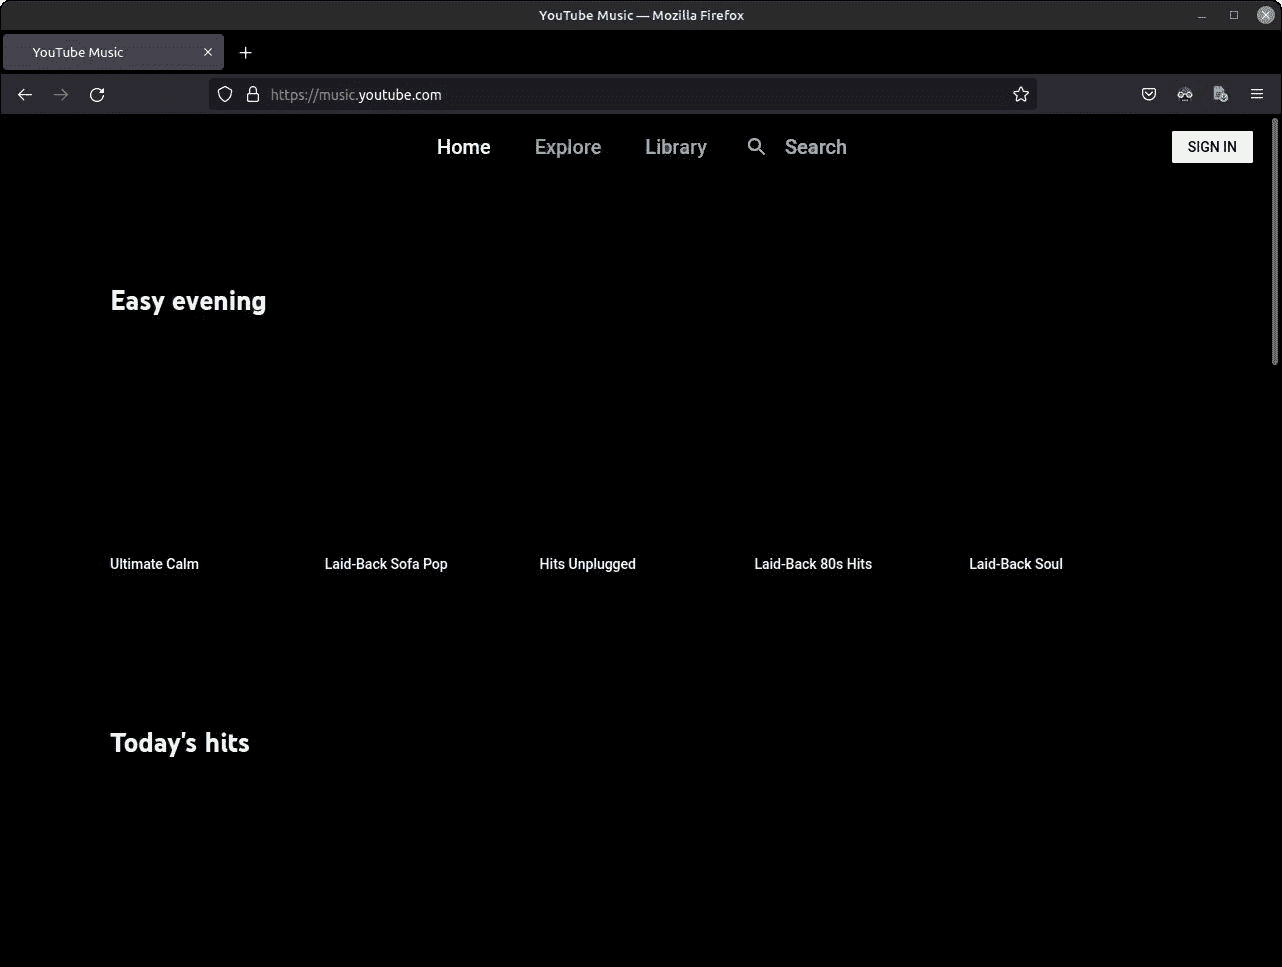 YouTube Music — Mozilla Firefox
YouTube Music
https://music.youtube.com
Home Explore Library Search SIGN IN
Easy evening
Ultimate Calm Laid-Back Sofa Pop Hits Unplugged Laid-Back 80s Hits Laid-Back Soul
Today's hits